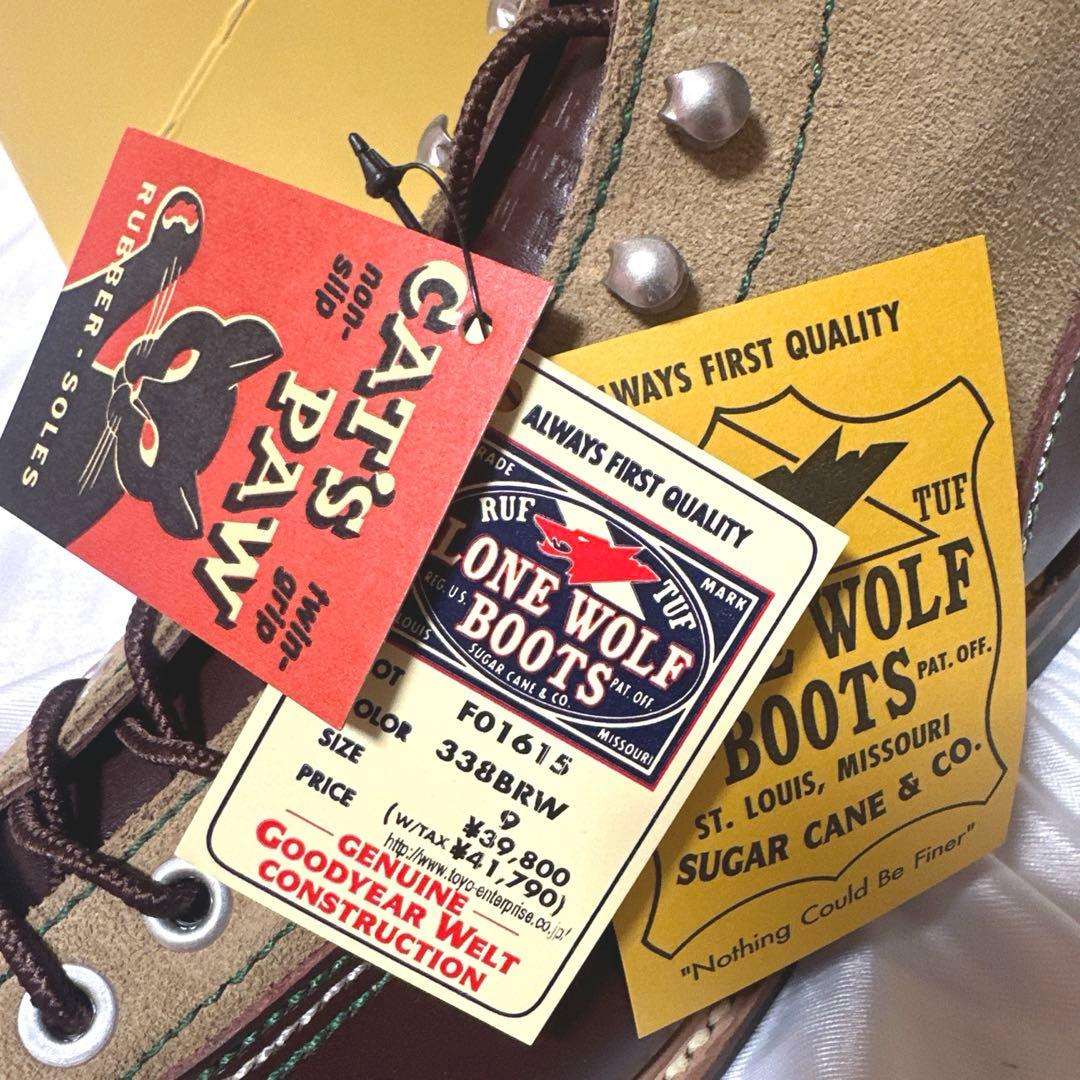 CAT'S
PAW
non-
slip
twin-
grip
RUBBER-SOLES
ALWAYS FIRST QUALITY
MARK
RUF
TUF
LONE WOLF
BOOTS
REG. U.S.
PAT. OFF.
SUGAR CANE & CO.
LOUIS
MISSOURI
F01615
338BRW
SIZE 9
PRICE ¥39,800
(W/TAX ¥41,790)
http://www.toyo-enterprise.co.jp/
GENUINE
GOODYEAR WELT
CONSTRUCTION
FIRST QUALITY
TUF
WOLF
BOOTS PAT. OFF.
ST. LOUIS, MISSOURI
SUGAR CANE & CO.
"Nothing Could Be Finer"